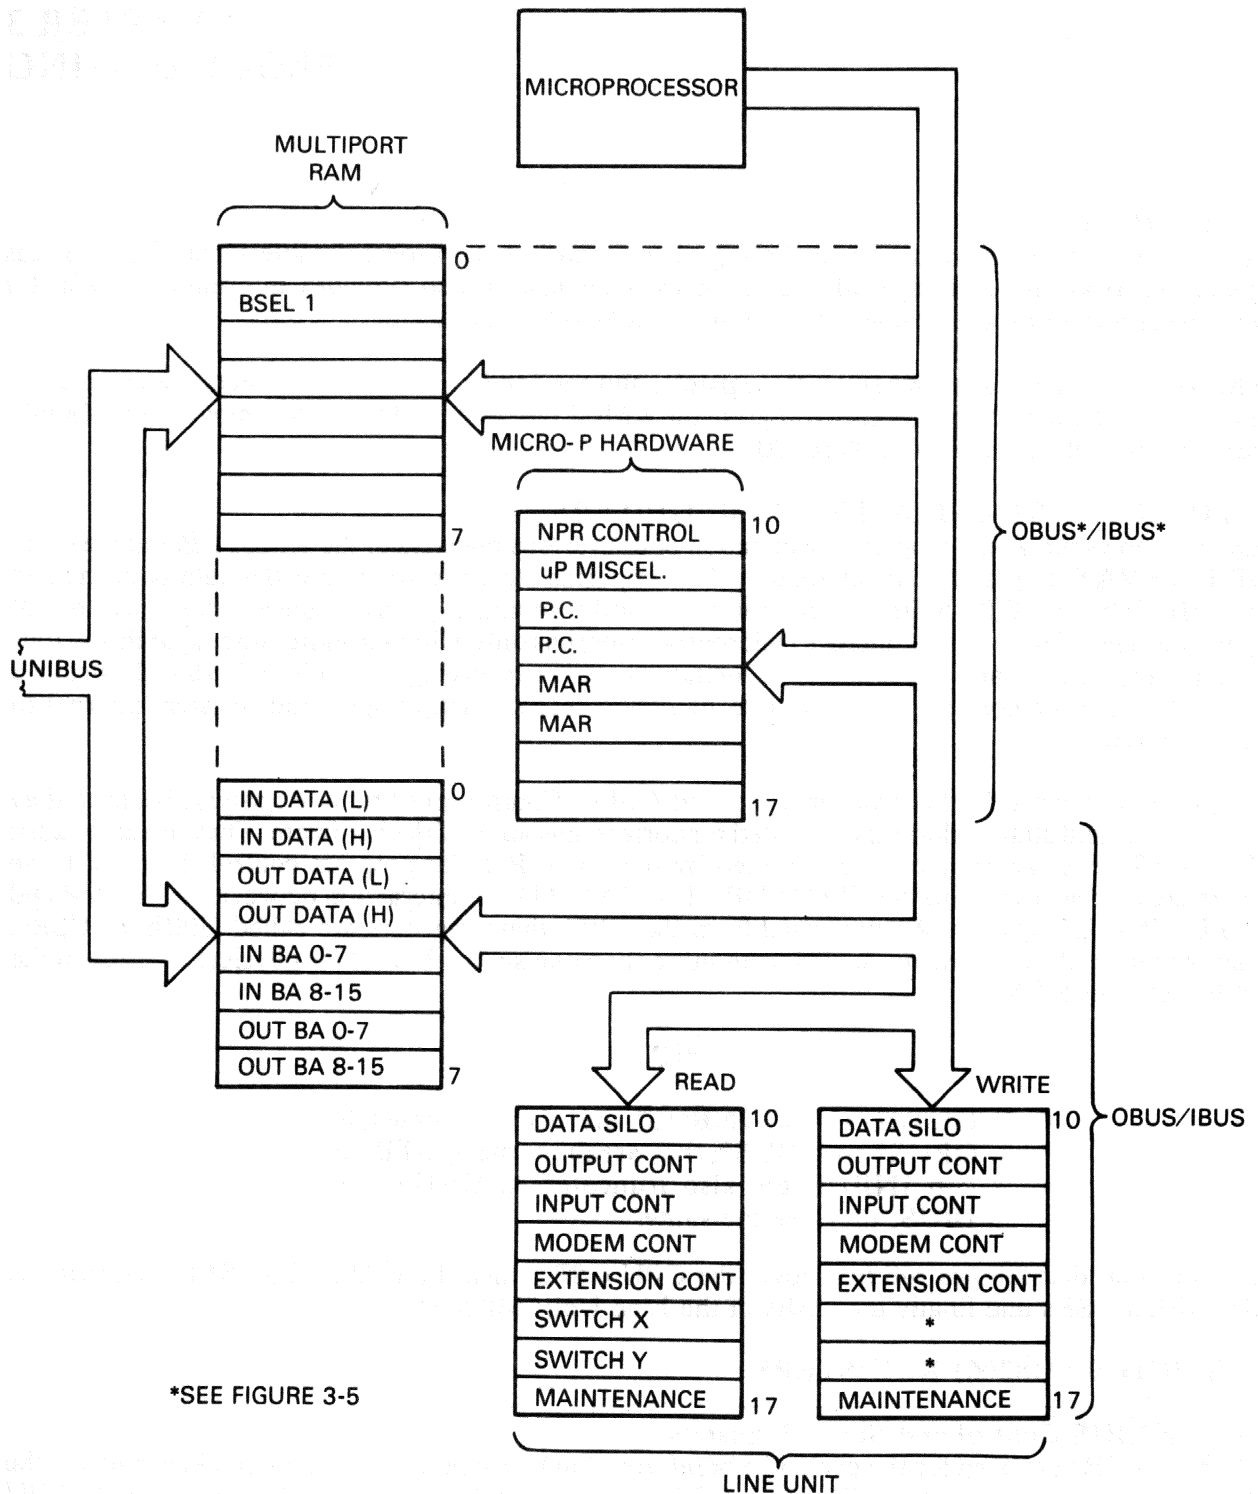 MICROPROCESSOR
MULTIPORT
RAM
0
BSEL 1
7
MICRO-P HARDWARE
10
NPR CONTROL
uP MISCEL.
P.C.
P.C.
MAR
MAR
17
OBUS*/IBUS*
UNIBUS
0
IN DATA (L)
IN DATA (H)
OUT DATA (L)
OUT DATA (H)
IN BA 0-7
IN BA 8-15
OUT BA 0-7
OUT BA 8-15
7
READ
10
DATA SILO
OUTPUT CONT
INPUT CONT
MODEM CONT
EXTENSION CONT
SWITCH X
SWITCH Y
MAINTENANCE
17
WRITE
10
DATA SILO
OUTPUT CONT
INPUT CONT
MODEM CONT
EXTENSION CONT
*
*
MAINTENANCE
17
OBUS/IBUS
*SEE FIGURE 3-5
LINE UNIT